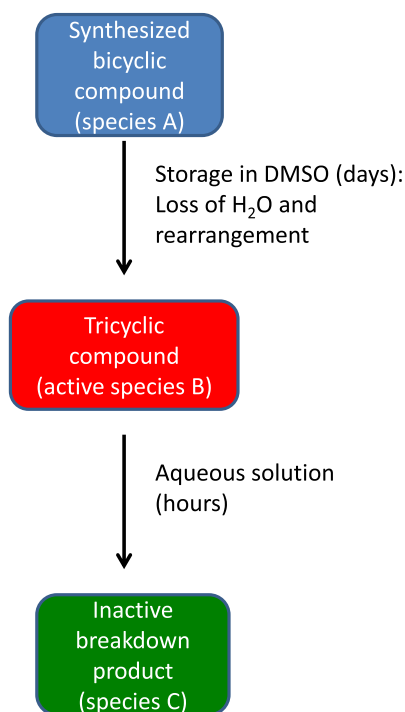 Synthesized
bicyclic
compound
(species A)
Storage in DMSO (days):
Loss of H₂O and
rearrangement
Tricyclic
compound
(active species B)
Aqueous solution
(hours)
Inactive
breakdown
product
(species C)